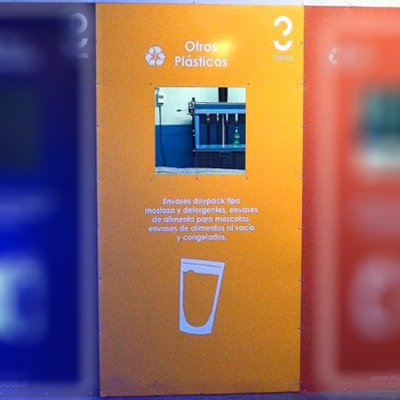 Otros
Plásticos
Envases doypack tipo
mostaza y detergentes, envases
de alimento para mascotas,
envases de alimentos al vacío
y congelados.